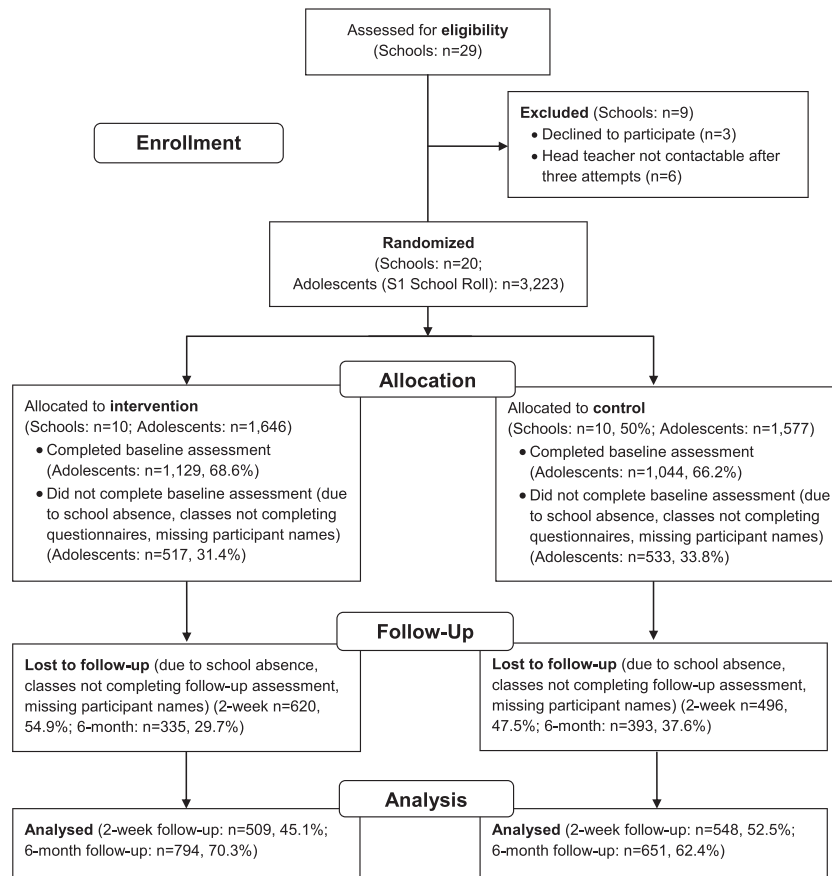 Assessed for eligibility
(Schools: n=29)
Enrollment
Excluded (Schools: n=9)
• Declined to participate (n=3)
• Head teacher not contactable after
three attempts (n=6)
Randomized
(Schools: n=20;
Adolescents (S1 School Roll): n=3,223)
Allocation
Allocated to intervention
(Schools: n=10; Adolescents: n=1,646)
• Completed baseline assessment
(Adolescents: n=1,129, 68.6%)
• Did not complete baseline assessment (due
to school absence, classes not completing
questionnaires, missing participant names)
(Adolescents: n=517, 31.4%)
Allocated to control
(Schools: n=10, 50%; Adolescents: n=1,577)
• Completed baseline assessment
(Adolescents: n=1,044, 66.2%)
• Did not complete baseline assessment (due
to school absence, classes not completing
questionnaires, missing participant names)
(Adolescents: n=533, 33.8%)
Follow-Up
Lost to follow-up (due to school absence,
classes not completing follow-up assessment,
missing participant names) (2-week n=620,
54.9%; 6-month: n=335, 29.7%)
Lost to follow-up (due to school absence,
classes not completing follow-up assessment,
missing participant names) (2-week n=496,
47.5%; 6-month: n=393, 37.6%)
Analysis
Analysed (2-week follow-up: n=509, 45.1%;
6-month follow-up: n=794, 70.3%)
Analysed (2-week follow-up: n=548, 52.5%;
6-month follow-up: n=651, 62.4%)